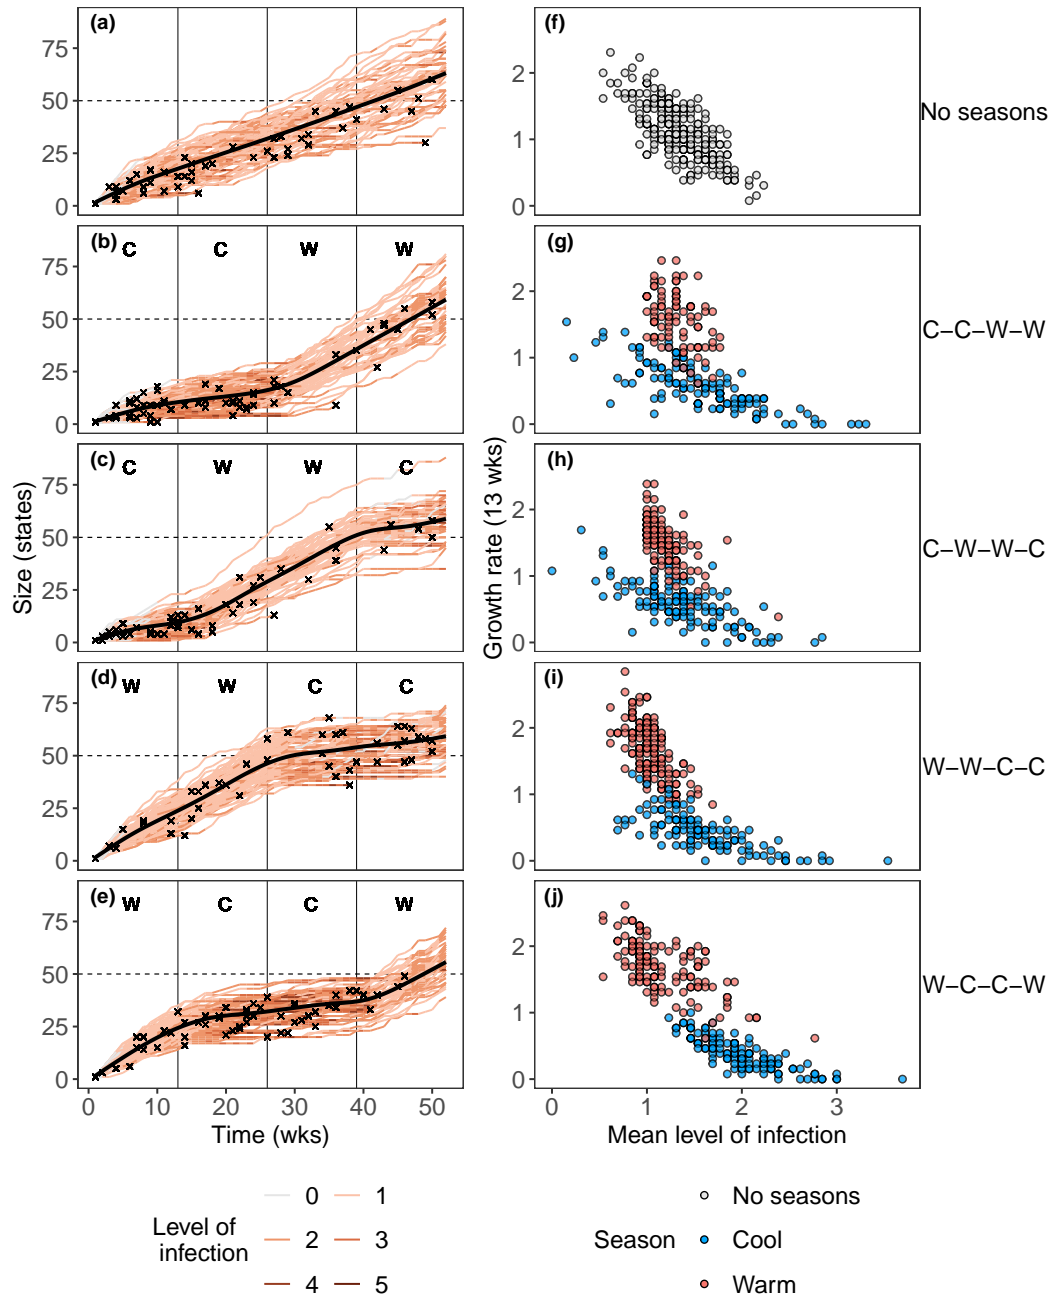 (a)
75
50
25
0
(f)
2
1
0
No seasons
(b)
C
C
W
W
75
50
25
0
(g)
2
1
0
C–C–W–W
(c)
C
W
W
C
75
50
25
0
Size (states)
(h)
2
1
0
Growth rate (13 wks)
C–W–W–C
(d)
W
W
C
C
75
50
25
0
(i)
2
1
0
W–W–C–C
(e)
W
C
C
W
75
50
25
0
(j)
2
1
0
W–C–C–W
0 10 20 30 40 50
Time (wks)
0 1 2 3
Mean level of infection
Level of
infection
0 1
2 3
4 5
Season
No seasons
Cool
Warm